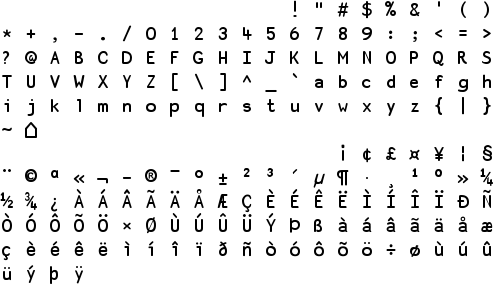 ! " # $ % & ' ( )
* + , - . / 0 1 2 3 4 5 6 7 8 9 : ; < = >
? @ A B C D E F G H I J K L M N O P Q R S
T U V W X Y Z [ \ ] ^ _ ` a b c d e f g h
i j k l m n o p q r s t u v w x y z { | }
~ ⌂
¡ ¢ £ ¤ ¥ ¦ §
¨ © ª « ¬ - ® ¯ ° ± ² ³ ´ µ ¶ · ¸ ¹ º » ¼
½ ¾ ¿ À Á Â Ã Ä Å Æ Ç È É Ê Ë Ì Í Î Ï Ð Ñ
Ò Ó Ô Õ Ö × Ø Ù Ú Û Ü Ý Þ ß à á â ã ä å æ
ç è é ê ë ì í î ï ð ñ ò ó ô õ ö ÷ ø ù ú û
ü ý þ ÿ